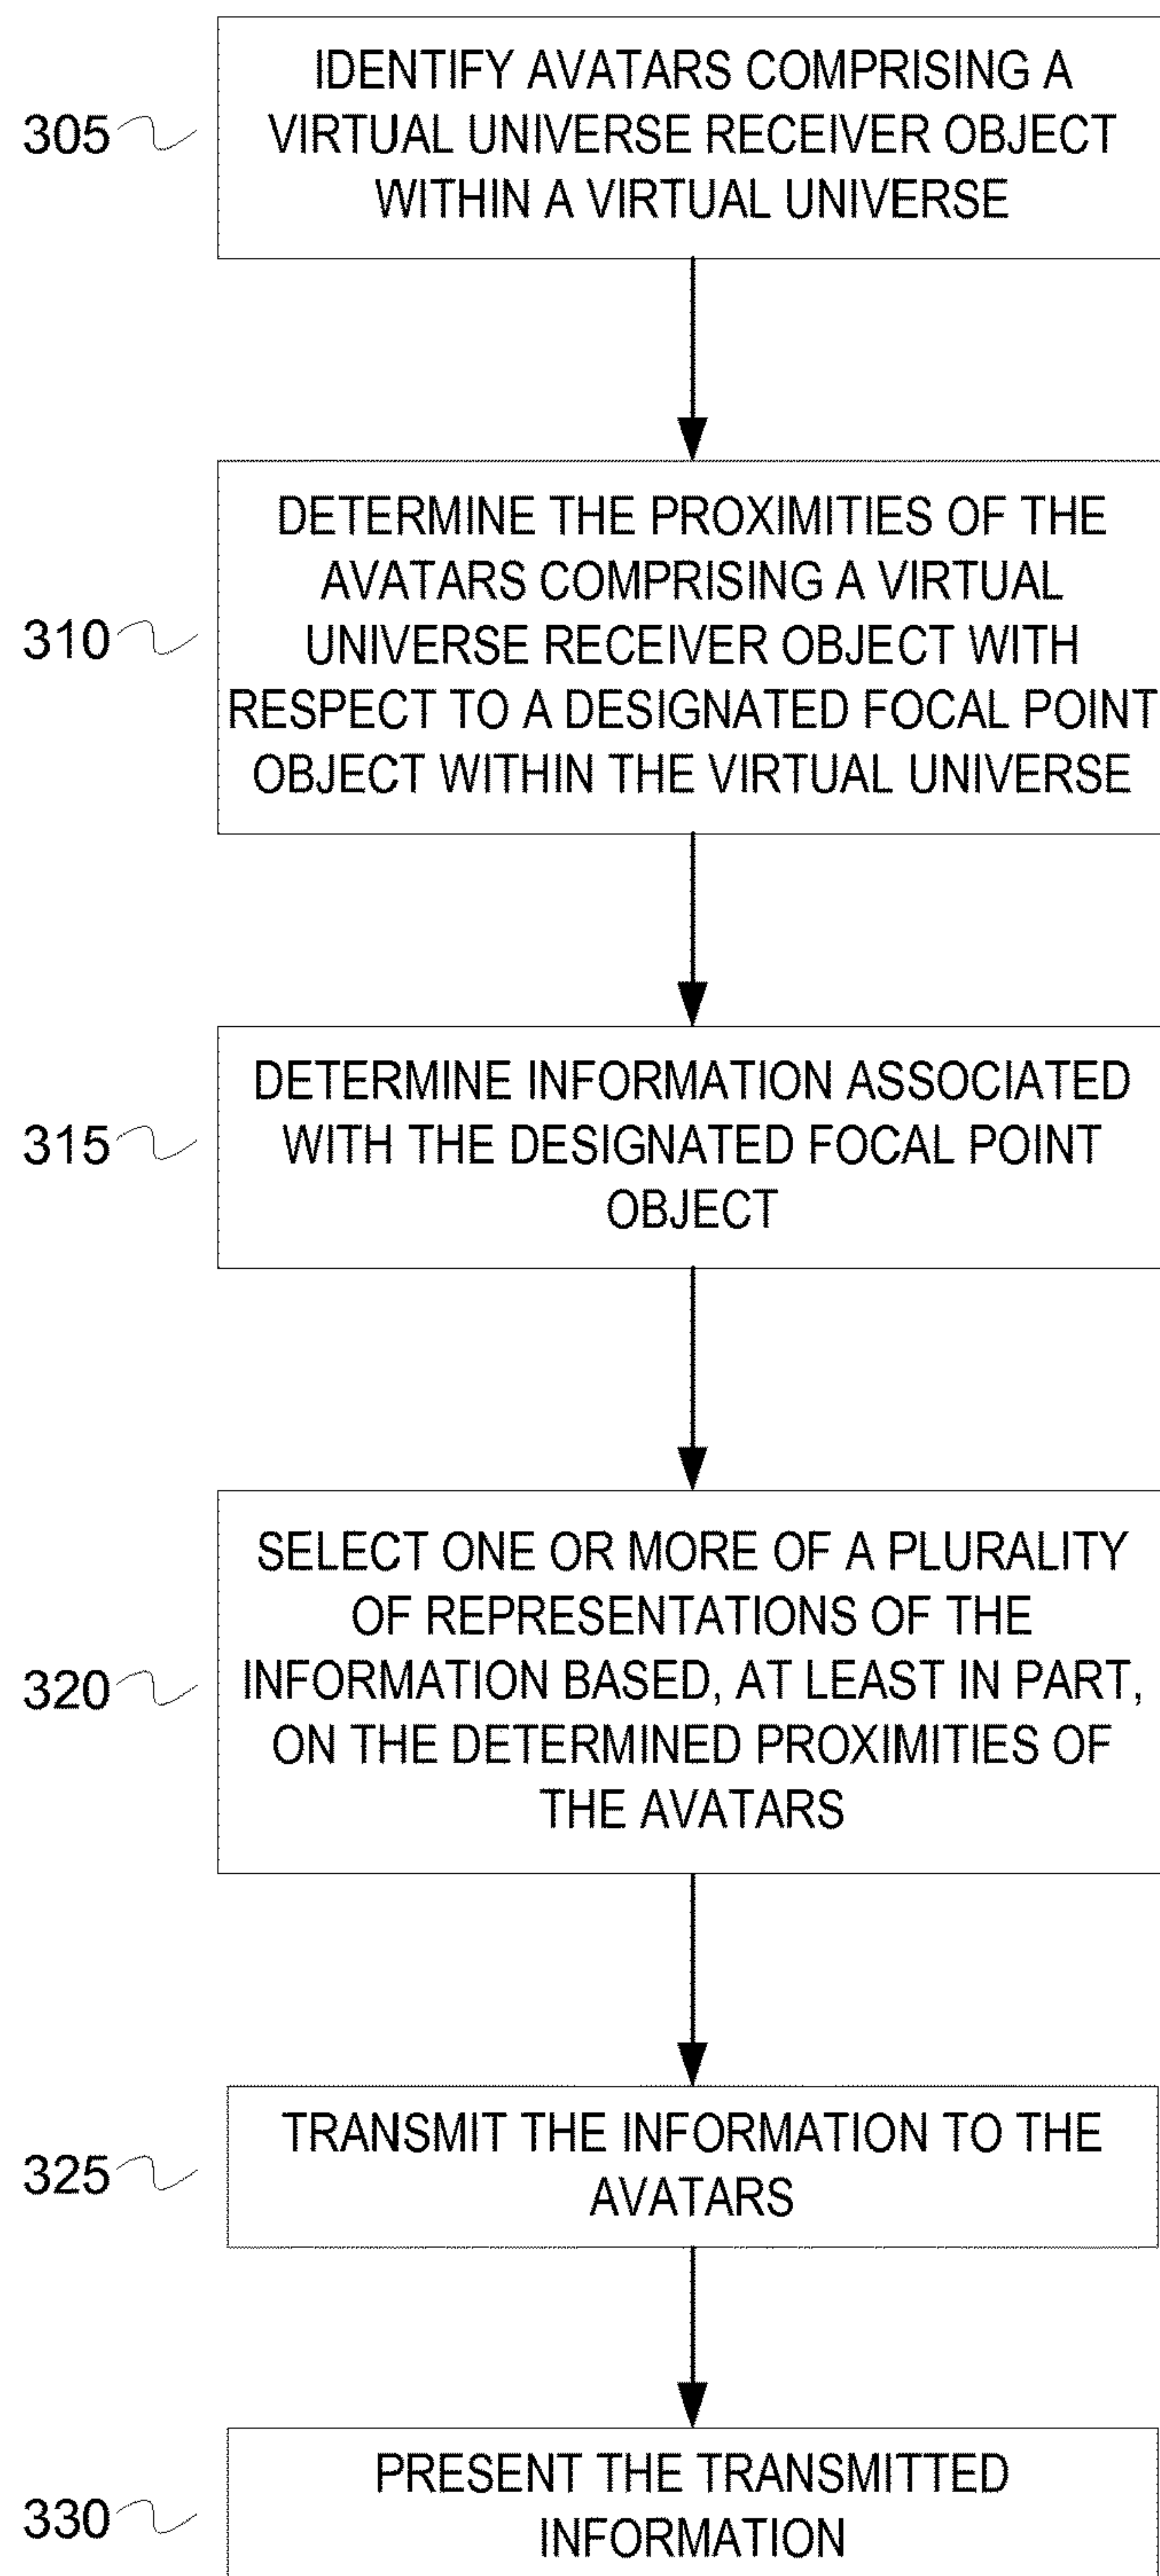 305
IDENTIFY AVATARS COMPRISING A
VIRTUAL UNIVERSE RECEIVER OBJECT
WITHIN A VIRTUAL UNIVERSE
310
DETERMINE THE PROXIMITIES OF THE
AVATARS COMPRISING A VIRTUAL
UNIVERSE RECEIVER OBJECT WITH
RESPECT TO A DESIGNATED FOCAL POINT
OBJECT WITHIN THE VIRTUAL UNIVERSE
315
DETERMINE INFORMATION ASSOCIATED
WITH THE DESIGNATED FOCAL POINT
OBJECT
320
SELECT ONE OR MORE OF A PLURALITY
OF REPRESENTATIONS OF THE
INFORMATION BASED, AT LEAST IN PART,
ON THE DETERMINED PROXIMITIES OF
THE AVATARS
325
TRANSMIT THE INFORMATION TO THE
AVATARS
330
PRESENT THE TRANSMITTED
INFORMATION